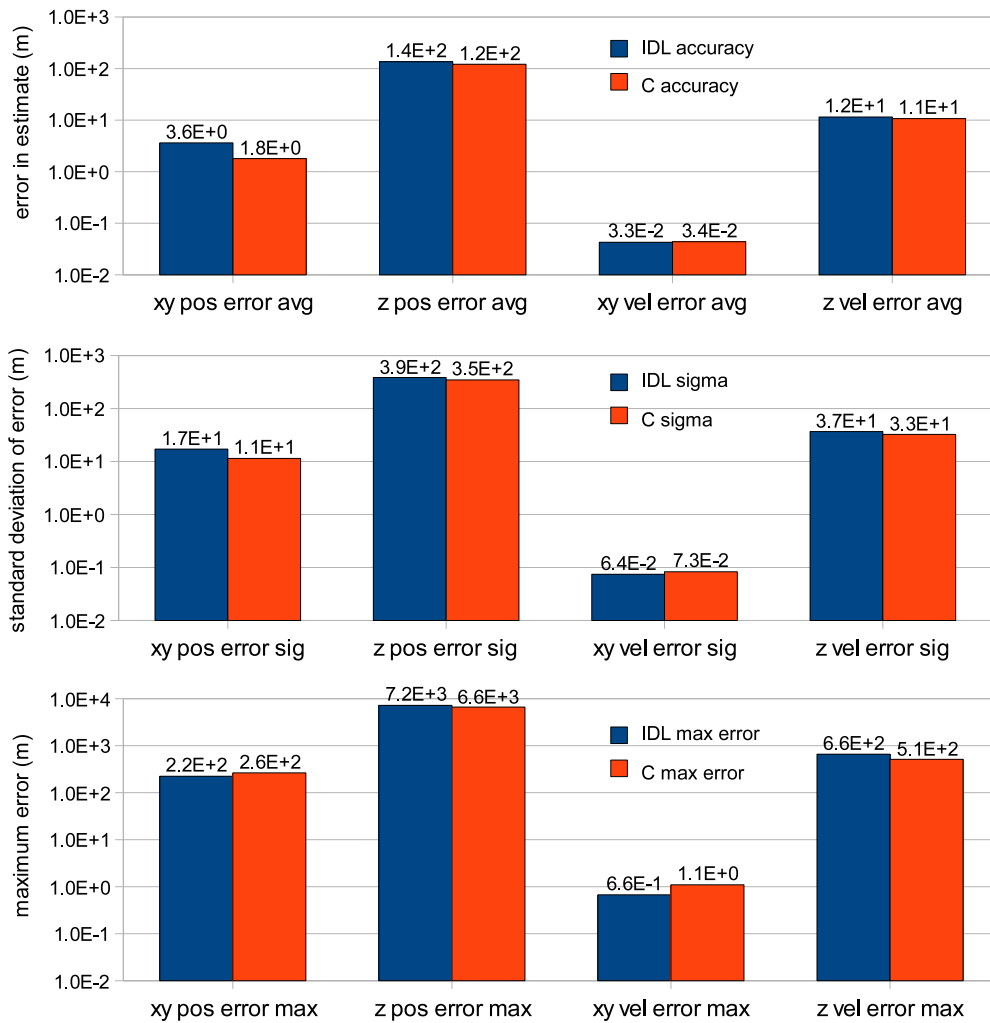 error in estimate (m)
1.0E+3
1.0E+2
1.0E+1
1.0E+0
1.0E-1
1.0E-2
IDL accuracy
C accuracy
3.6E+0
1.8E+0
1.4E+2
1.2E+2
3.3E-2
3.4E-2
1.2E+1
1.1E+1
xy pos error avg
z pos error avg
xy vel error avg
z vel error avg
standard deviation of error (m)
1.0E+3
1.0E+2
1.0E+1
1.0E+0
1.0E-1
1.0E-2
IDL sigma
C sigma
1.7E+1
1.1E+1
3.9E+2
3.5E+2
6.4E-2
7.3E-2
3.7E+1
3.3E+1
xy pos error sig
z pos error sig
xy vel error sig
z vel error sig
maximum error (m)
1.0E+4
1.0E+3
1.0E+2
1.0E+1
1.0E+0
1.0E-1
1.0E-2
IDL max error
C max error
2.2E+2
2.6E+2
7.2E+3
6.6E+3
6.6E-1
1.1E+0
6.6E+2
5.1E+2
xy pos error max
z pos error max
xy vel error max
z vel error max